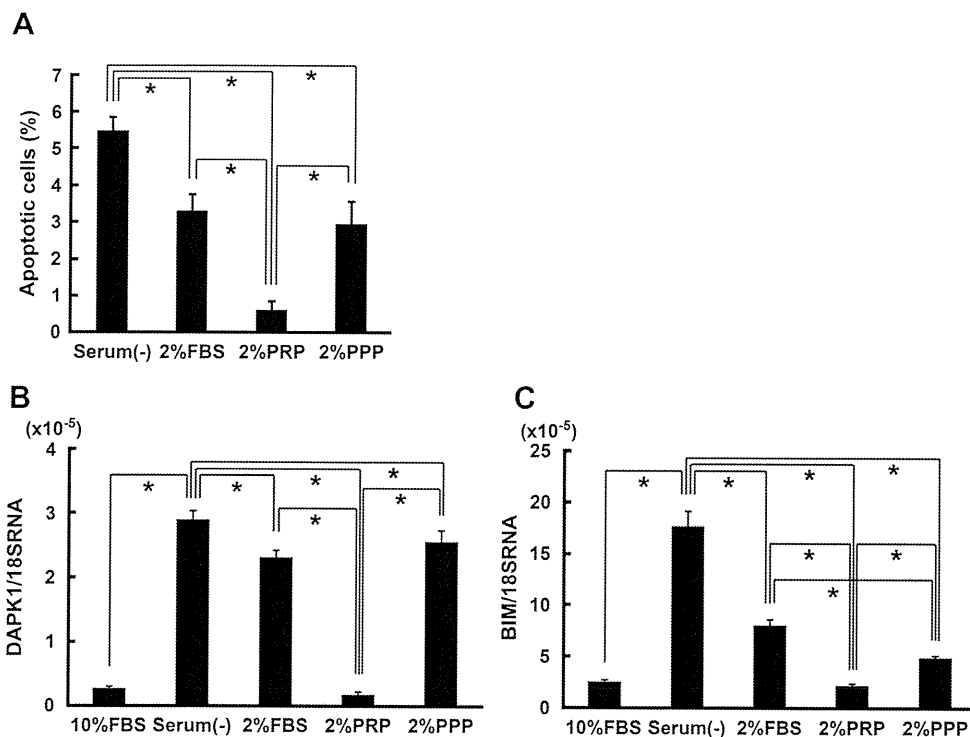 A
Apoptotic cells (%)
7
6
5
4
3
2
1
0
* * *
* *
Serum(-) 2%FBS 2%PRP 2%PPP
B
(x10⁻⁵)
DAPK1/18SRNA
4
3
2
1
0
* * * *
* *
10%FBS Serum(-) 2%FBS 2%PRP 2%PPP
C
(x10⁻⁵)
BIM/18SRNA
25
20
15
10
5
0
* * * *
* *
*
10%FBS Serum(-) 2%FBS 2%PRP 2%PPP